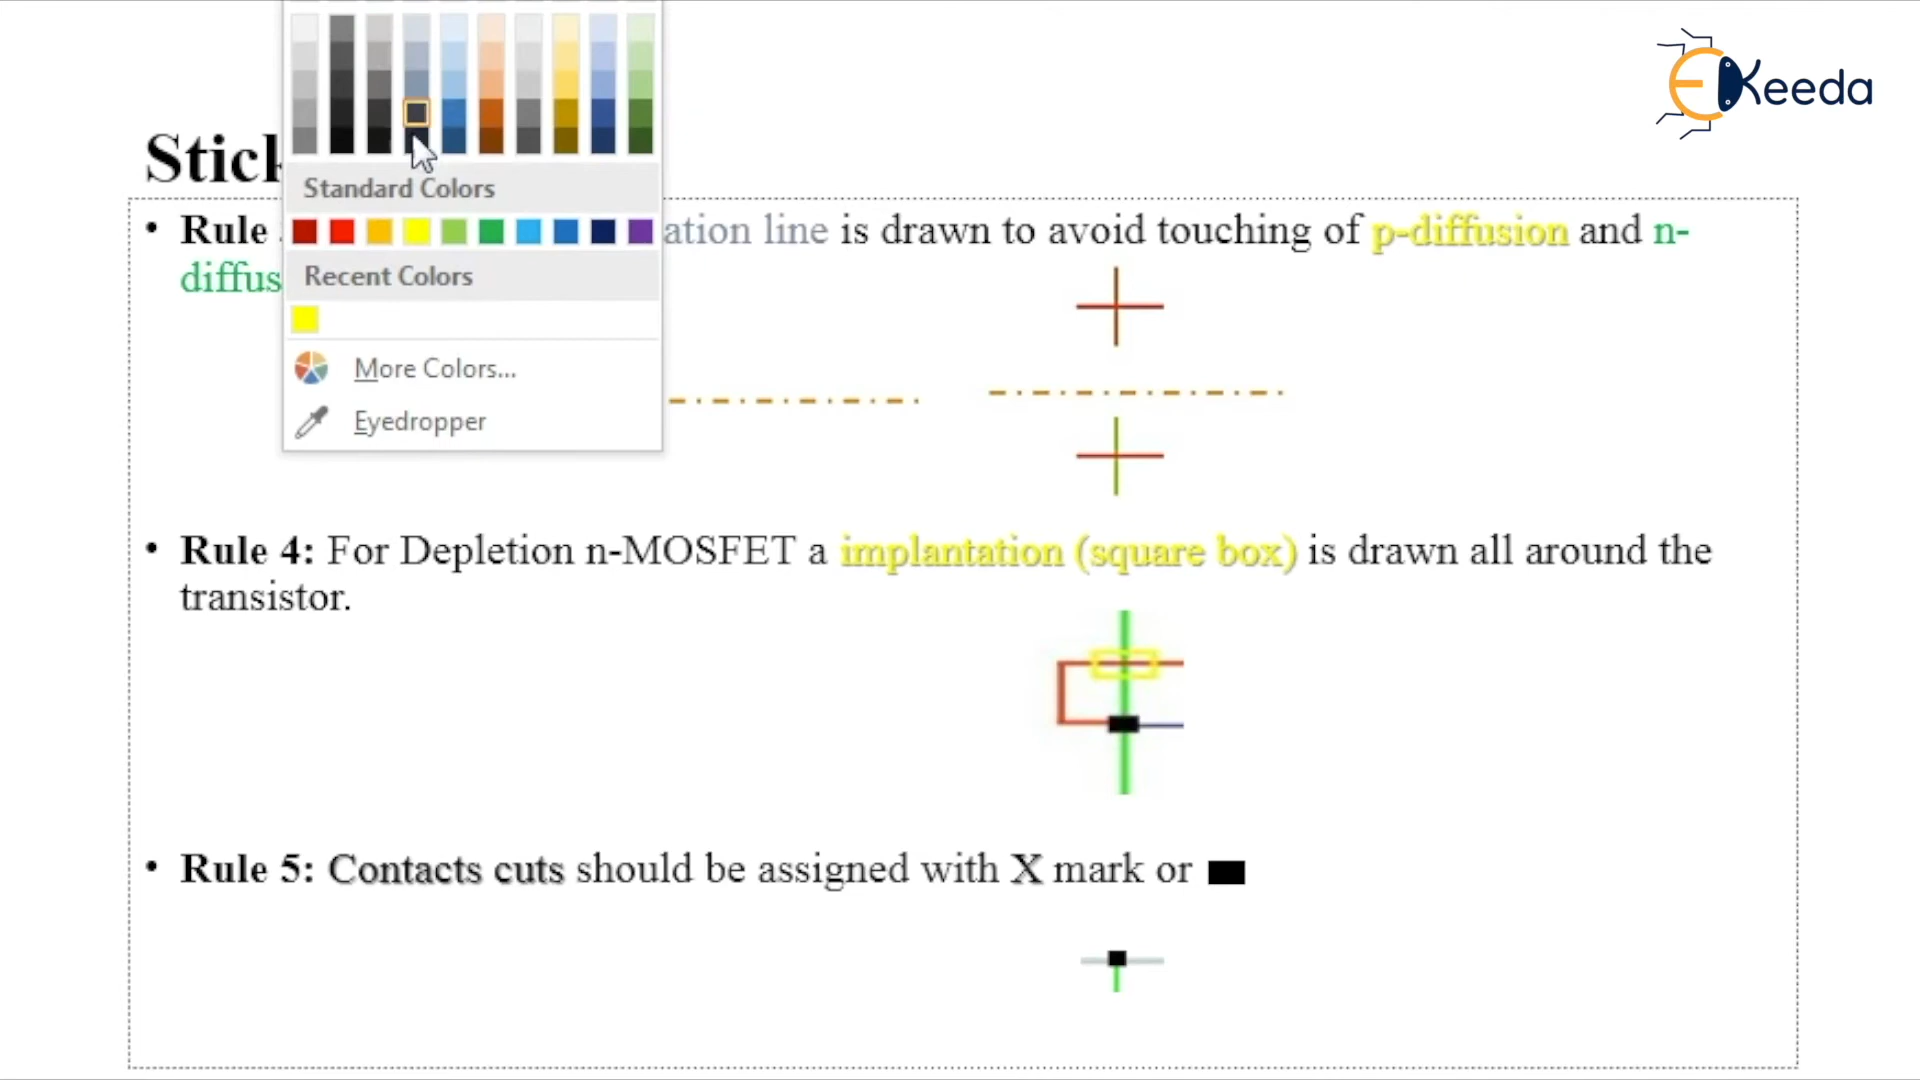 Keeda
Stick
Standard Colors
• Rule ation line is drawn to avoid touching of p-diffusion and n-
diffus
Recent Colors
More Colors...
Eyedropper
• Rule 4: For Depletion n-MOSFET a implantation (square box) is drawn all around the
transistor.
• Rule 5: Contacts cuts should be assigned with X mark or